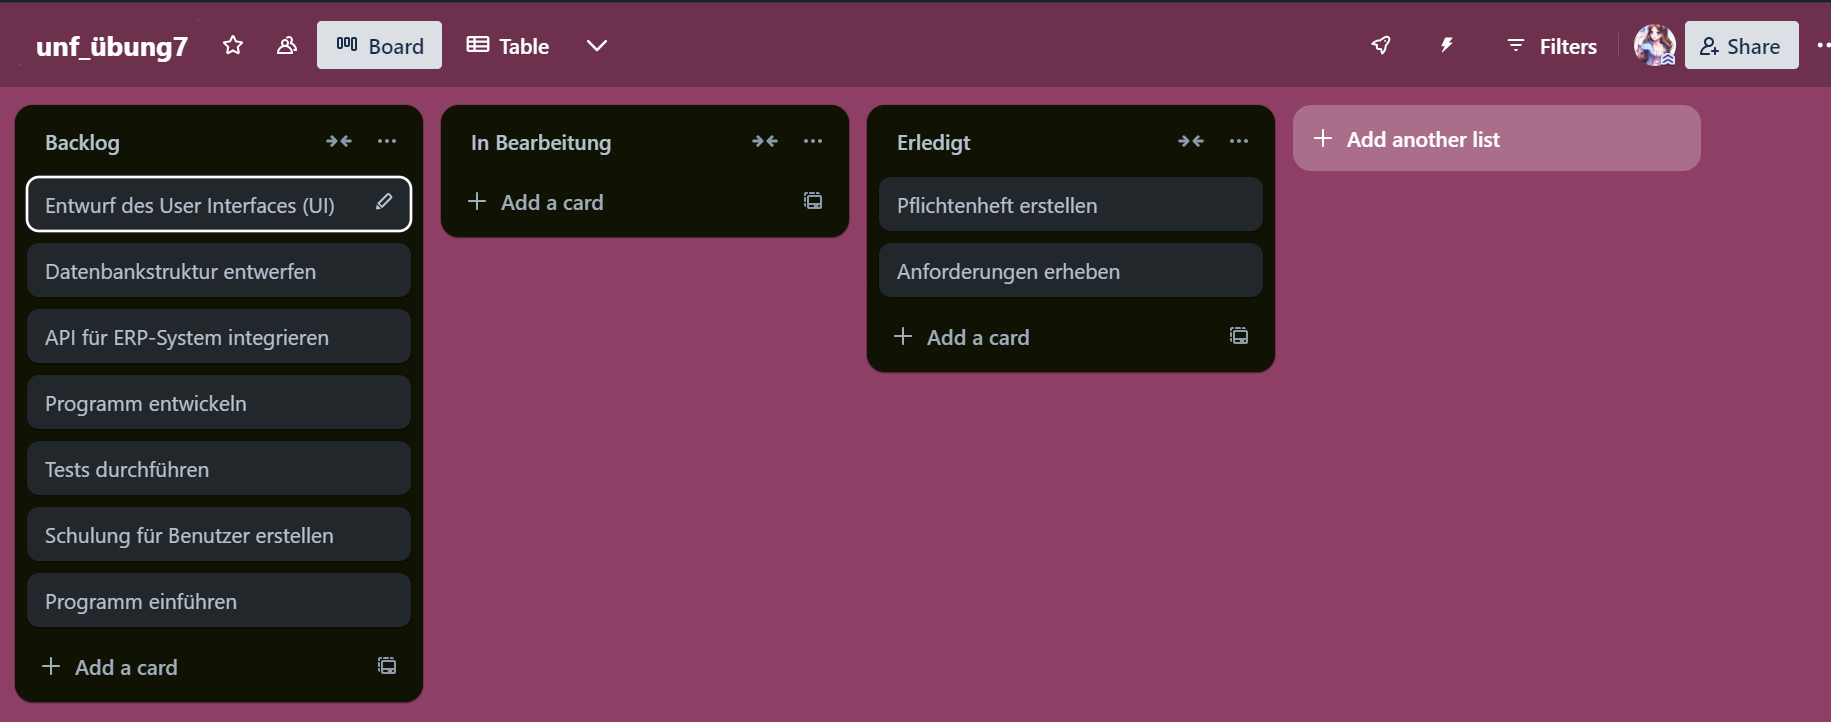 unf_übung7
Board
Table
Filters
Share
Backlog
Entwurf des User Interfaces (UI)
Datenbankstruktur entwerfen
API für ERP-System integrieren
Programm entwickeln
Tests durchführen
Schulung für Benutzer erstellen
Programm einführen
Add a card
In Bearbeitung
Add a card
Erledigt
Pflichtenheft erstellen
Anforderungen erheben
Add a card
Add another list